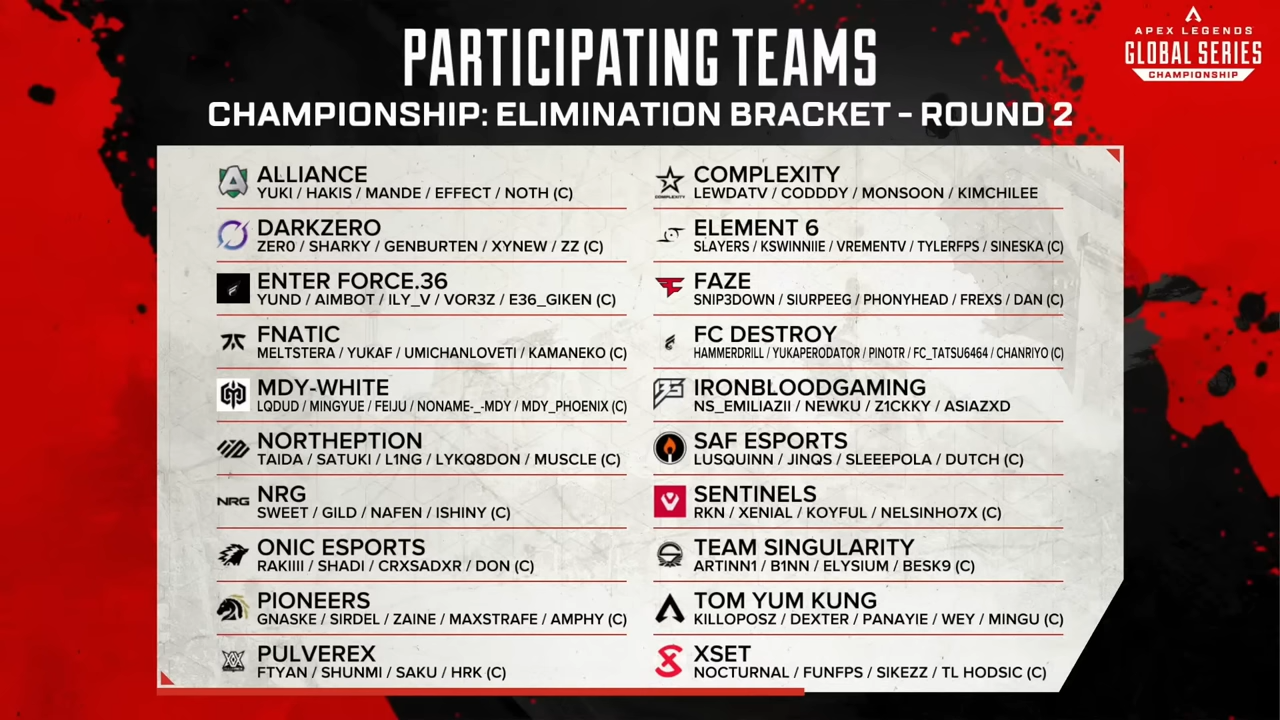 PARTICIPATING TEAMS
CHAMPIONSHIP: ELIMINATION BRACKET - ROUND 2
APEX LEGENDS
GLOBAL SERIES
CHAMPIONSHIP
ALLIANCE
YUKI / HAKIS / MANDE / EFFECT / NOTH (C)
DARKZERO
ZER0 / SHARKY / GENBURTEN / XYNEW / ZZ (C)
ENTER FORCE.36
YUND / AIMBOT / ILY_V / VOR3Z / E36_GIKEN (C)
FNATIC
MELTSTERA / YUKAF / UMICHANLOVETI / KAMANEKO (C)
MDY-WHITE
LQDUD / MINGYUE / FEIJU / NONAME-_-MDY / MDY_PHOENIX (C)
NORTHEPTION
TAIDA / SATUKI / L1NG / LYKQ8DON / MUSCLE (C)
NRG
NRG
SWEET / GILD / NAFEN / ISHINY (C)
ONIC ESPORTS
RAKIIII / SHADI / CRXSADXR / DON (C)
PIONEERS
GNASKE / SIRDEL / ZAINE / MAXSTRAFE / AMPHY (C)
PULVEREX
FTYAN / SHUNMI / SAKU / HRK (C)
COMPLEXITY
COMPLEXITY
LEWDATV / CODDDY / MONSOON / KIMCHILEE
ELEMENT 6
SLAYERS / KSWINNIE / VREMENTV / TYLERFPS / SINESKA (C)
FAZE
SNIP3DOWN / SIURPEEG / PHONYHEAD / FREXS / DAN (C)
FC DESTROY
HAMMERDRILL / YUKAPERODATOR / PINOTR / FC_TATSU6464 / CHANRIYO (C)
IRONBLOODGAMING
NS_EMILIAZII / NEWKU / Z1CKKY / ASIAZXD
SAF ESPORTS
LUSQUINN / JINQS / SLEEEPOLA / DUTCH (C)
SENTINELS
RKN / XENIAL / KOYFUL / NELSINHO7X (C)
TEAM SINGULARITY
ARTINN1 / B1NN / ELYSIUM / BESK9 (C)
TOM YUM KUNG
KILLOPOSZ / DEXTER / PANAYIE / WEY / MINGU (C)
XSET
NOCTURNAL / FUNFPS / SIKEZZ / TL HODSIC (C)